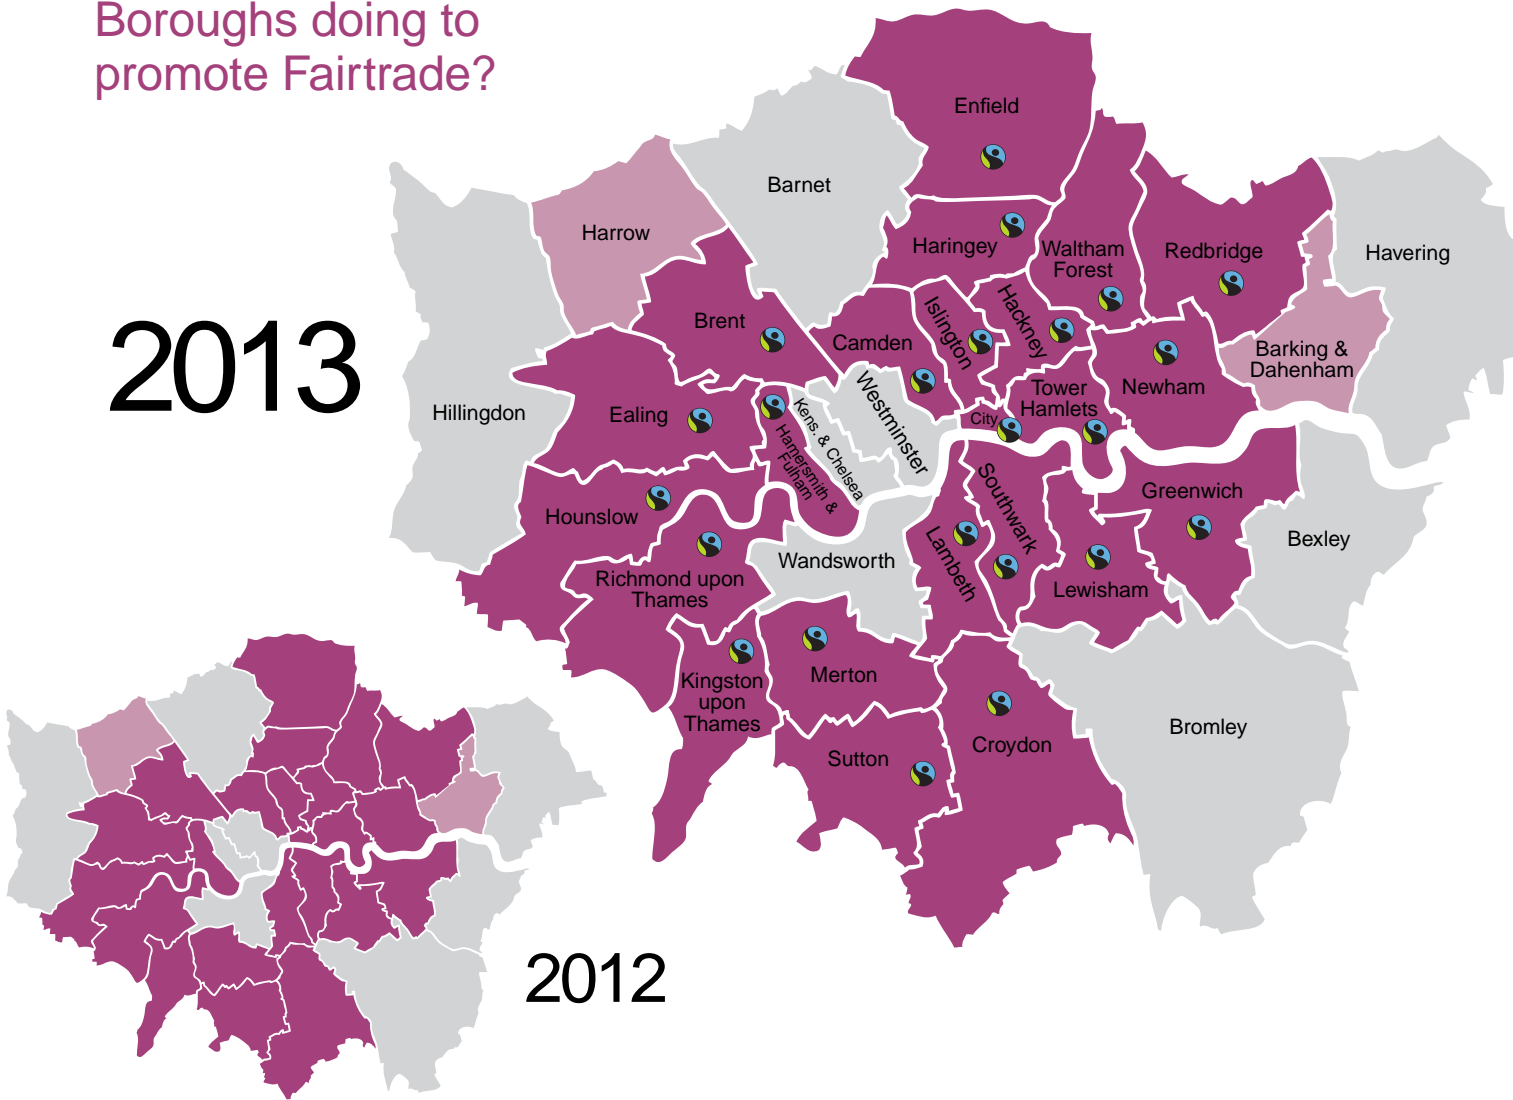 Boroughs doing to
promote Fairtrade?
2013
Enfield
Barnet
Harrow
Haringey
Waltham
Forest
Redbridge
Havering
Brent
Camden
Islington
Hackney
Barking &
Dahenham
Hillingdon
Ealing
Hamersmith &
Fulham
Kens. & Chelsea
Westminster
City
Tower
Hamlets
Newham
Hounslow
Richmond upon
Thames
Wandsworth
Lambeth
Southwark
Lewisham
Greenwich
Bexley
Kingston
upon
Thames
Merton
Sutton
Croydon
Bromley
2012